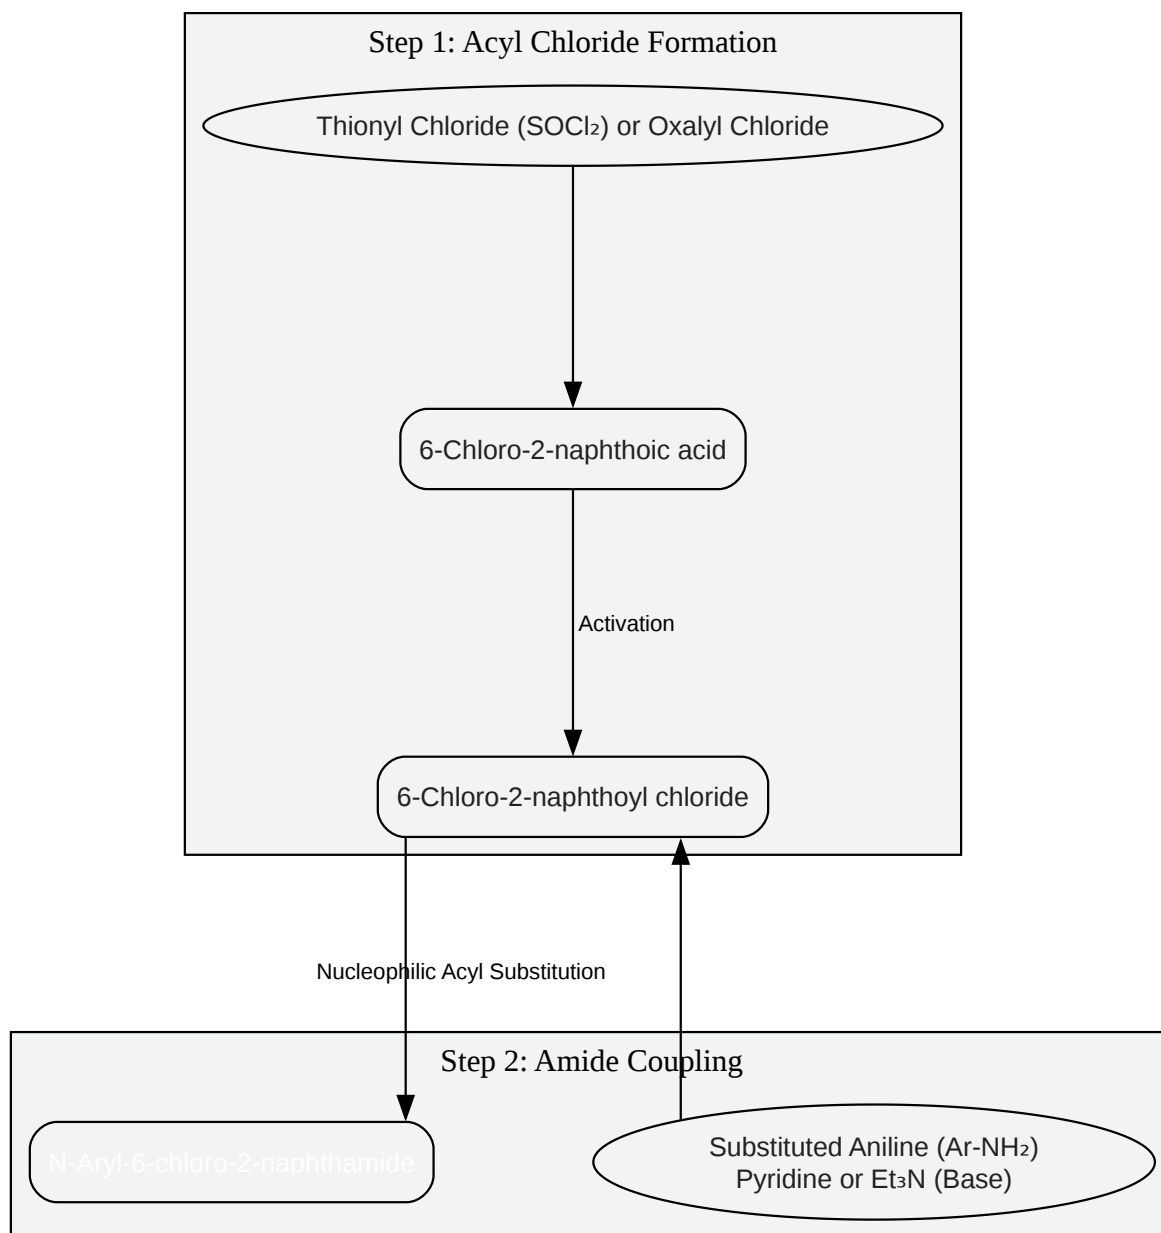 Step 1: Acyl Chloride Formation
Thionyl Chloride (SOCl₂) or Oxalyl Chloride
6-Chloro-2-naphthoic acid
Activation
6-Chloro-2-naphthoyl chloride
Nucleophilic Acyl Substitution
Step 2: Amide Coupling
N-Aryl-6-chloro-2-naphthamide
Substituted Aniline (Ar-NH₂)
Pyridine or Et₃N (Base)